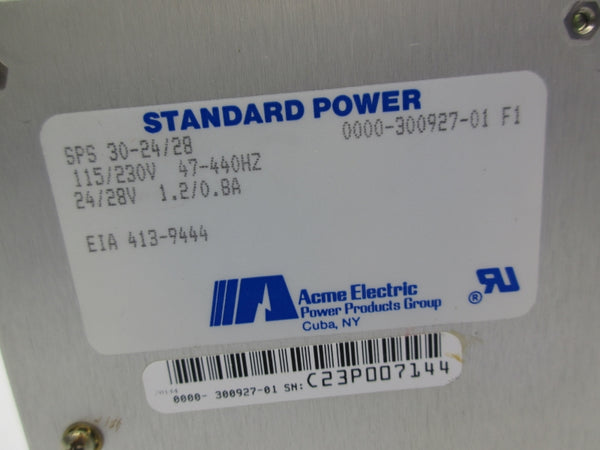 STANDARD POWER
SPS 30-24/28 0000-300927-01 F1
115/230V 47-440HZ
24/28V 1.2/0.8A
EIA 413-9444
Acme Electric
Power Products Group
Cuba, NY
®
0000- 300927-01 SN: C23P007144